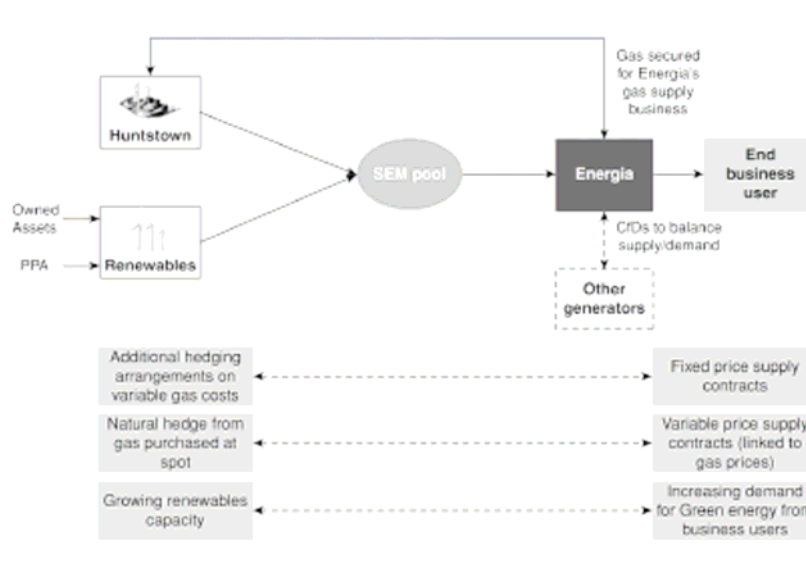 Gas secured
for Energia's
gas supply
business
Huntstown
SEM pool
Energia
End
business
user
Owned
Assets
PPA
Renewables
CfDs to balance
supply/demand
Other
generators
Additional hedging
arrangements on
variable gas costs
Fixed price supply
contracts
Natural hedge from
gas purchased at
spot
Variable price supply
contracts (linked to
gas prices)
Growing renewables
capacity
Increasing demand
for Green energy from
business users